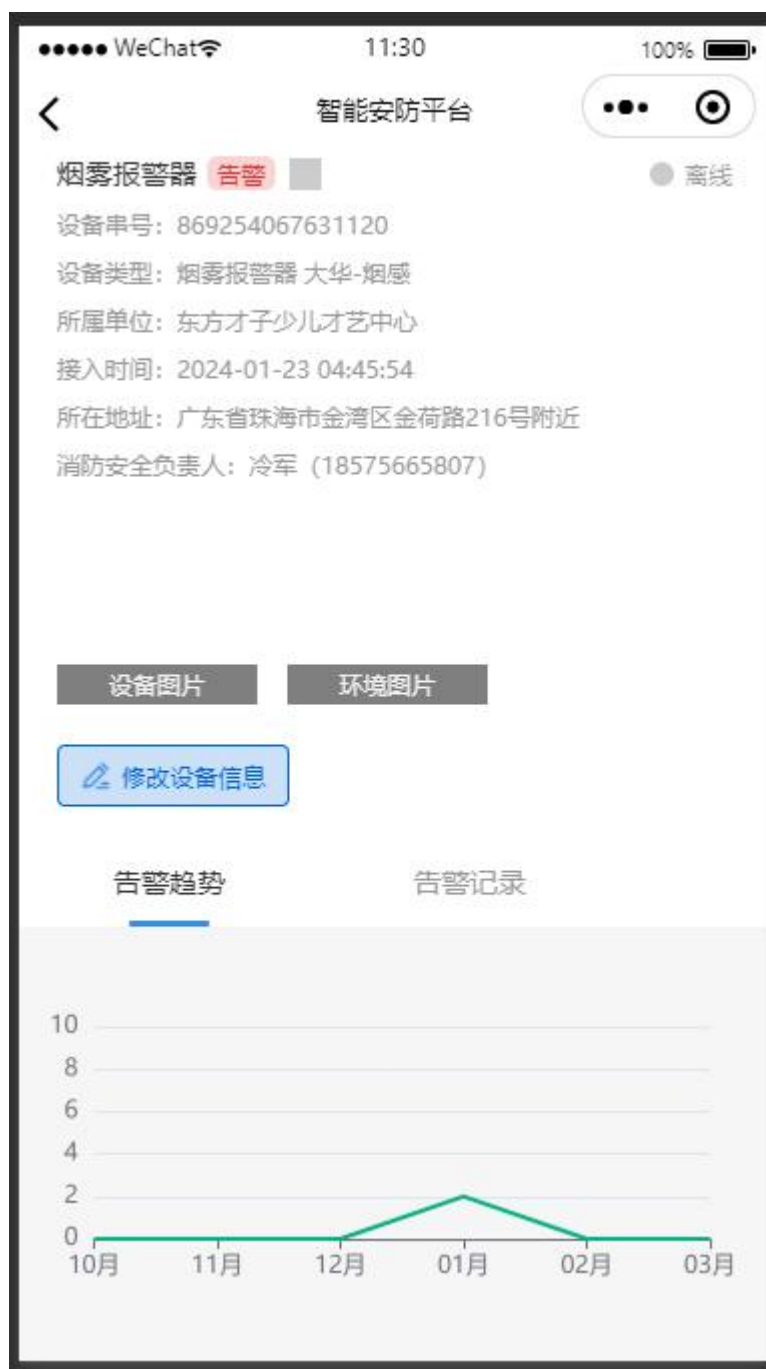 ●●●●● WeChat 11:30 100%
智能安防平台
烟雾报警器 告警 离线
设备串号：869254067631120
设备类型：烟雾报警器 大华-烟感
所属单位：东方才子少儿才艺中心
接入时间：2024-01-23 04:45:54
所在地址：广东省珠海市金湾区金荷路216号附近
消防安全负责人：冷军（18575665807）
设备图片 环境图片
修改设备信息
告警趋势 告警记录
10
8
6
4
2
0
10月 11月 12月 01月 02月 03月